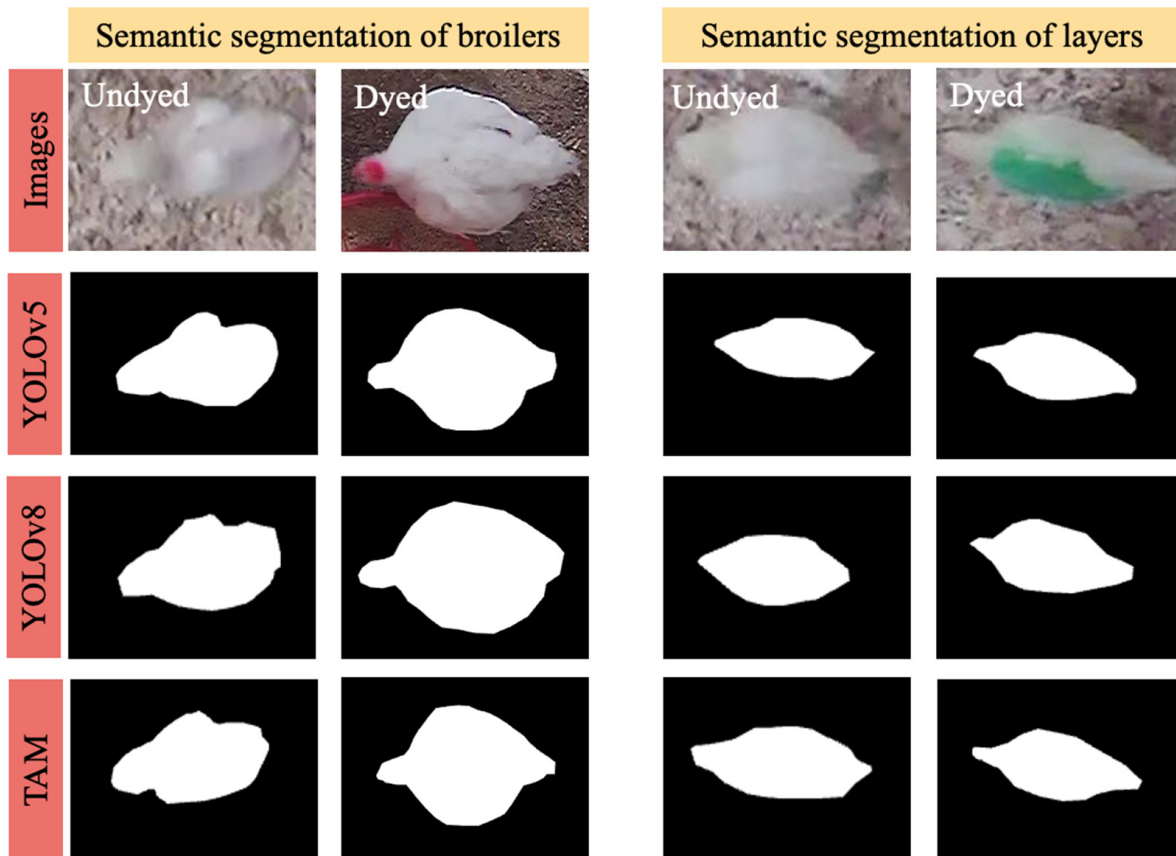 Semantic segmentation of broilers
Semantic segmentation of layers
Images
Undyed
Dyed
Undyed
Dyed
YOLOv5
YOLOv8
TAM